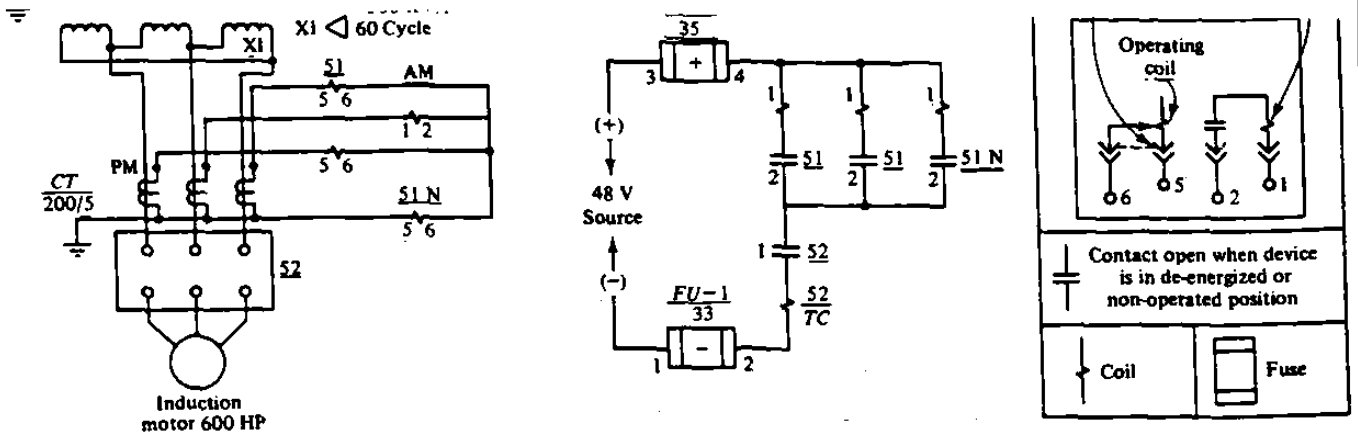 X1
X1 60 Cycle
51
5 6
AM
1 2
5 6
PM
CT
200/5
51 N
5 6
52
Induction
motor 600 HP
35
3 + 4
(+)
48 V
Source
(-)
1 1 1
2 51 2 51 2 51 N
1 52
52
TC
FU-1
33
1 - 2
Operating
coil
6 5 2 1
Contact open when device
is in de-energized or
non-operated position
Coil
Fuse